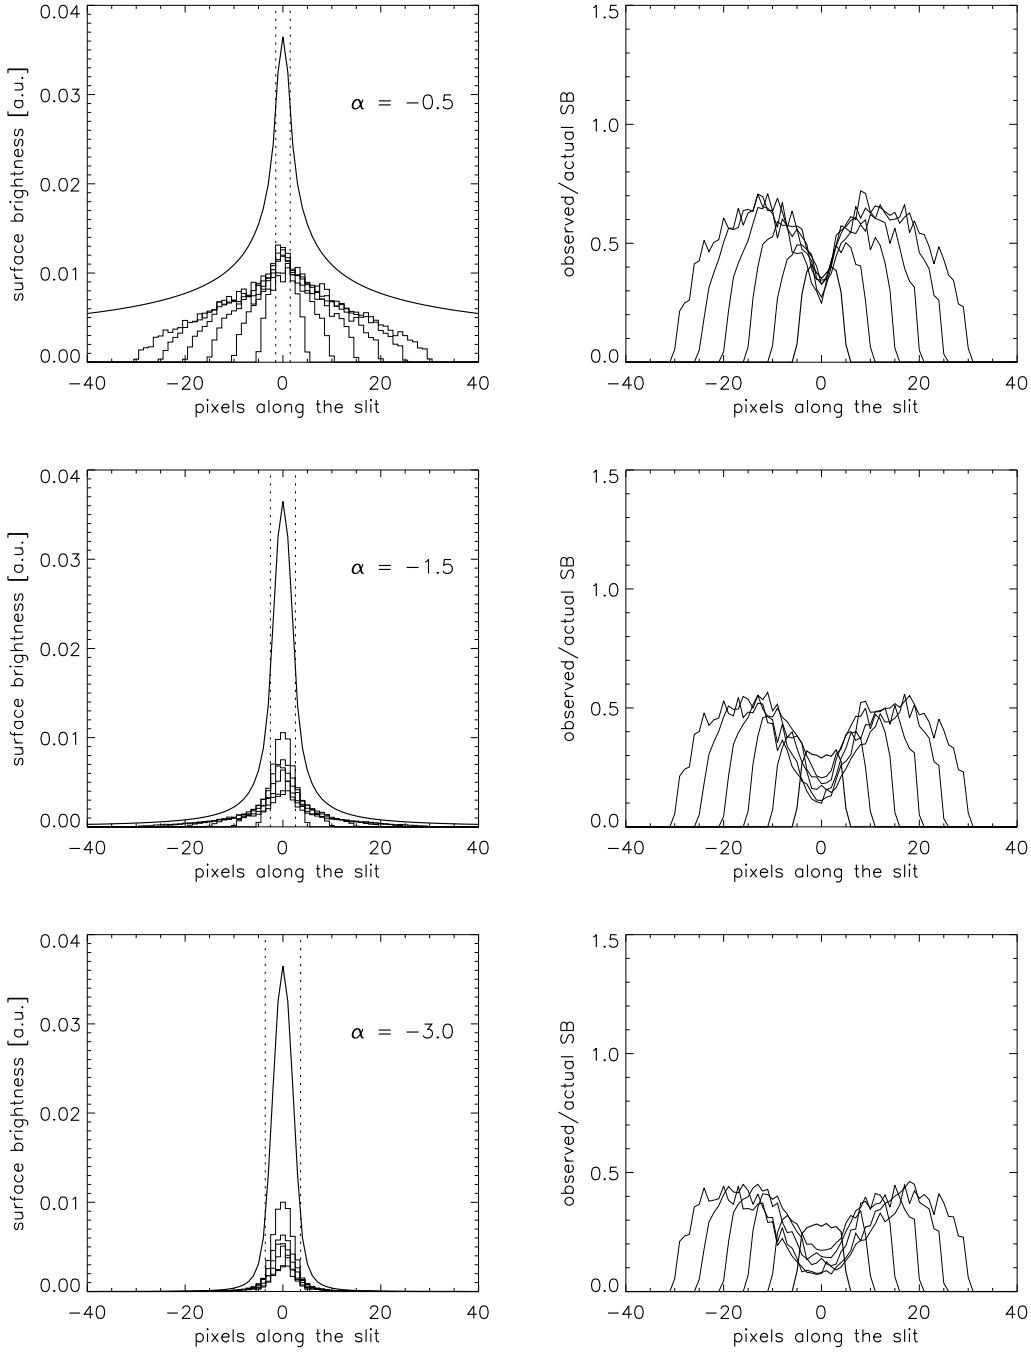 0.04
0.03
0.02
0.01
0.00
surface brightness [a.u.]
α = −0.5
−40 −20 0 20 40
pixels along the slit
1.5
1.0
0.5
0.0
observed/actual SB
−40 −20 0 20 40
pixels along the slit
0.04
0.03
0.02
0.01
0.00
surface brightness [a.u.]
α = −1.5
−40 −20 0 20 40
pixels along the slit
1.5
1.0
0.5
0.0
observed/actual SB
−40 −20 0 20 40
pixels along the slit
0.04
0.03
0.02
0.01
0.00
surface brightness [a.u.]
α = −3.0
−40 −20 0 20 40
pixels along the slit
1.5
1.0
0.5
0.0
observed/actual SB
−40 −20 0 20 40
pixels along the slit